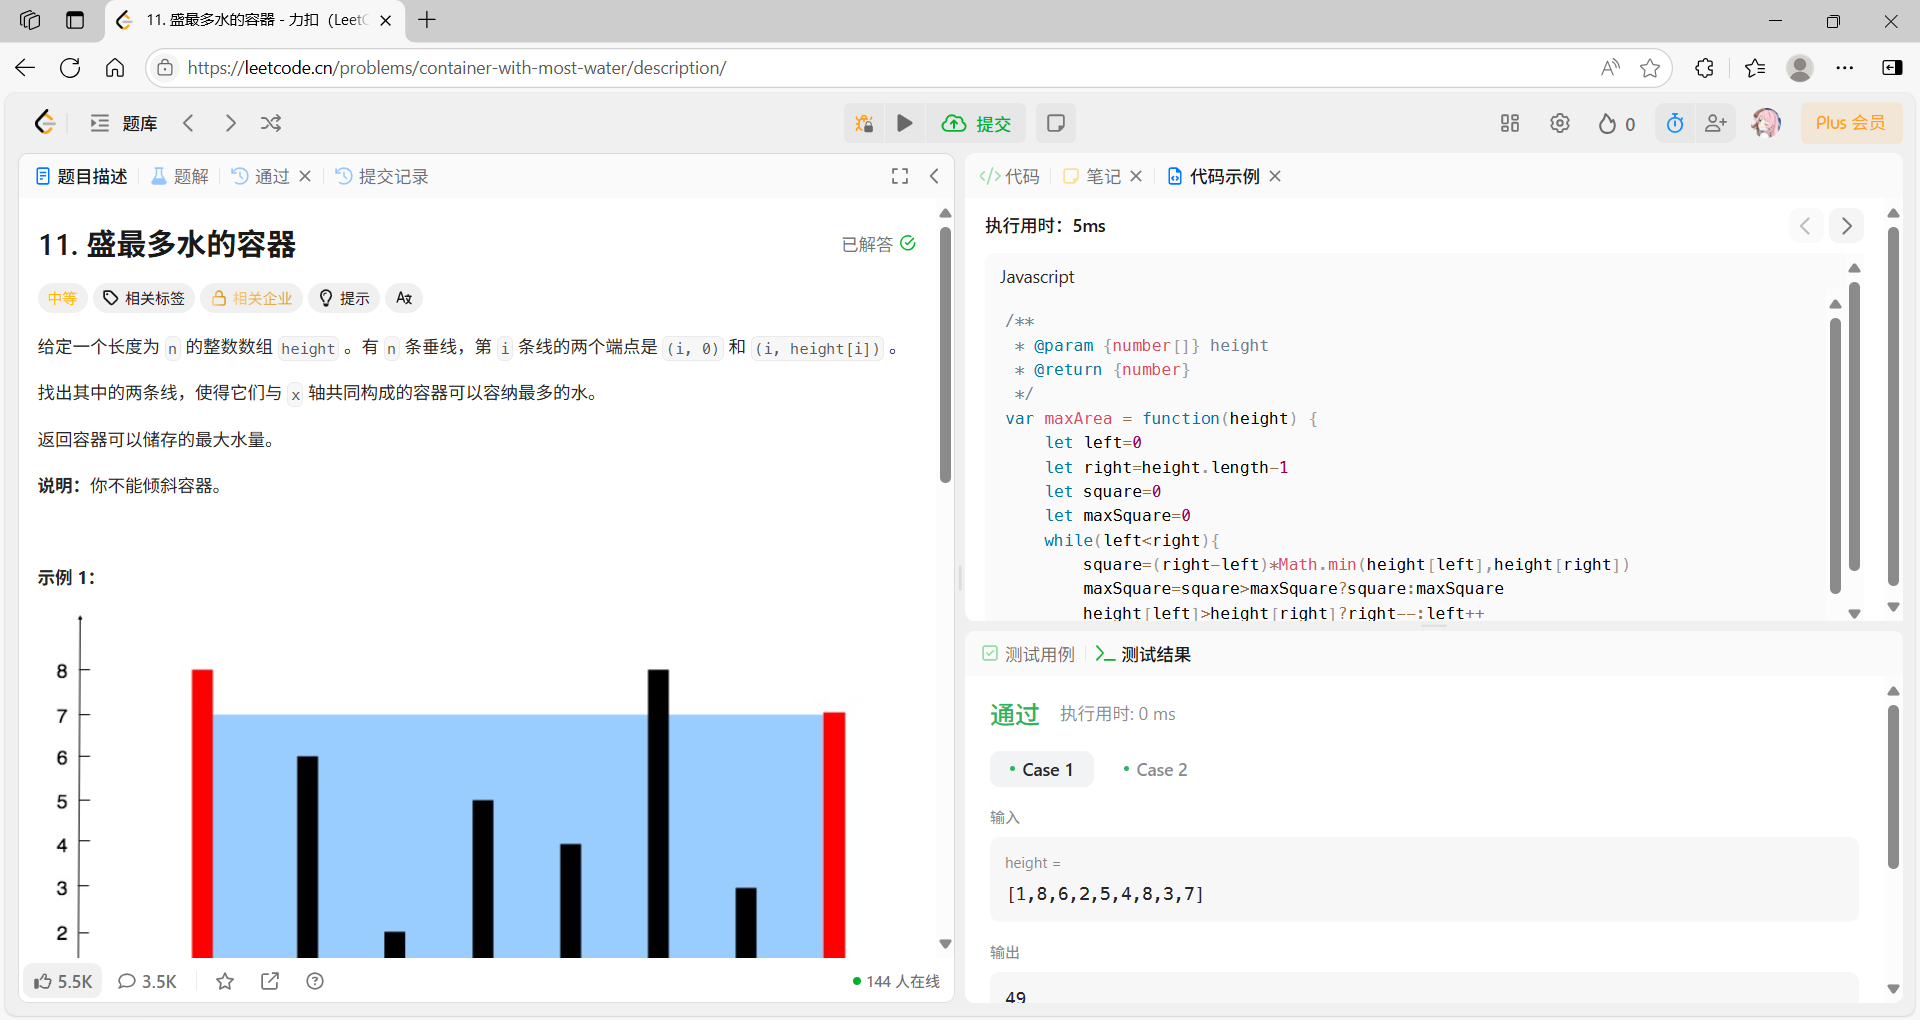 11. 盛最多水的容器 - 力扣（LeetC
https://leetcode.cn/problems/container-with-most-water/description/
题库
提交
0
Plus 会员
题目描述
题解
通过
提交记录
11. 盛最多水的容器
已解答
中等
相关标签
相关企业
提示
给定一个长度为 n 的整数数组 height 。有 n 条垂线，第 i 条线的两个端点是 (i, 0) 和 (i, height[i]) 。
找出其中的两条线，使得它们与 x 轴共同构成的容器可以容纳最多的水。
返回容器可以储存的最大水量。
说明：你不能倾斜容器。
示例 1：
8
7
6
5
4
3
2
5.5K
3.5K
144 人在线
代码
笔记
代码示例
执行用时：5ms
Javascript
/**
 * @param {number[]} height
 * @return {number}
 */
var maxArea = function(height) {
    let left=0
    let right=height.length-1
    let square=0
    let maxSquare=0
    while(left<right){
        square=(right-left)*Math.min(height[left],height[right])
        maxSquare=square>maxSquare?square:maxSquare
        height[left]>height[right]?right--:left++
测试用例
测试结果
通过
执行用时: 0 ms
Case 1
Case 2
输入
height =
[1,8,6,2,5,4,8,3,7]
输出
49